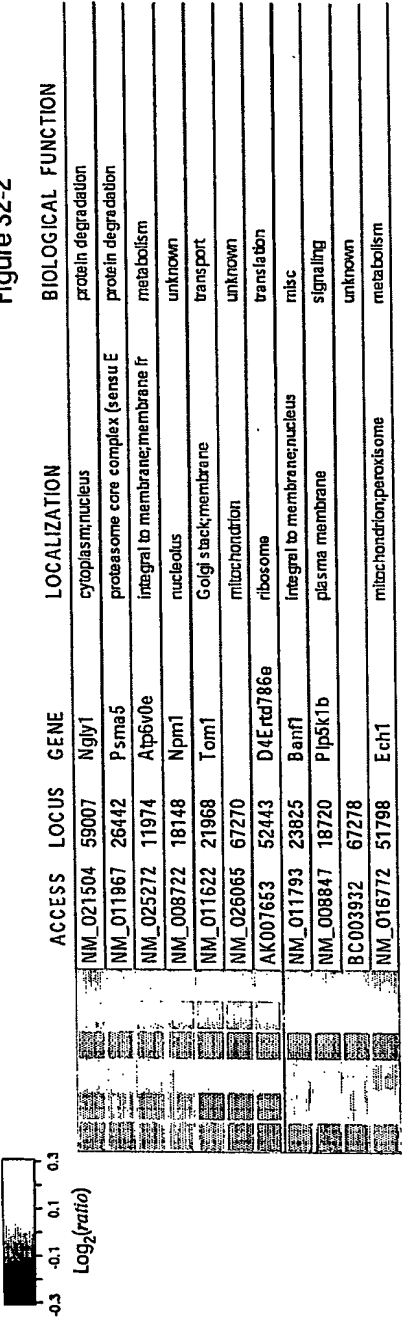 Figure S2-2
-0.3 -0.1 0.1 0.3
Log2(ratio)
ACCESS LOCUS GENE LOCALIZATION BIOLOGICAL FUNCTION
NM_021504 59007 Ngly1 cytoplasm;nucleus protein degradation
NM_011967 26442 Psma5 proteasome core complex (sensu E protein degradation
NM_025272 11974 Atp6v0e integral to membrane;membrane fr metabolism
NM_008722 18148 Npm1 nucleolus unknown
NM_011622 21968 Tom1 Golgi stack;membrane transport
NM_026065 67270 mitochondrion unknown
AK007653 52443 D4Ertd786e ribosome translation
NM_011793 23825 Banf1 integral to membrane;nucleus misc
NM_008847 18720 Pip5k1b plasma membrane signaling
BC003932 67278 unknown
NM_016772 51798 Ech1 mitochondrion;peroxisome metabolism